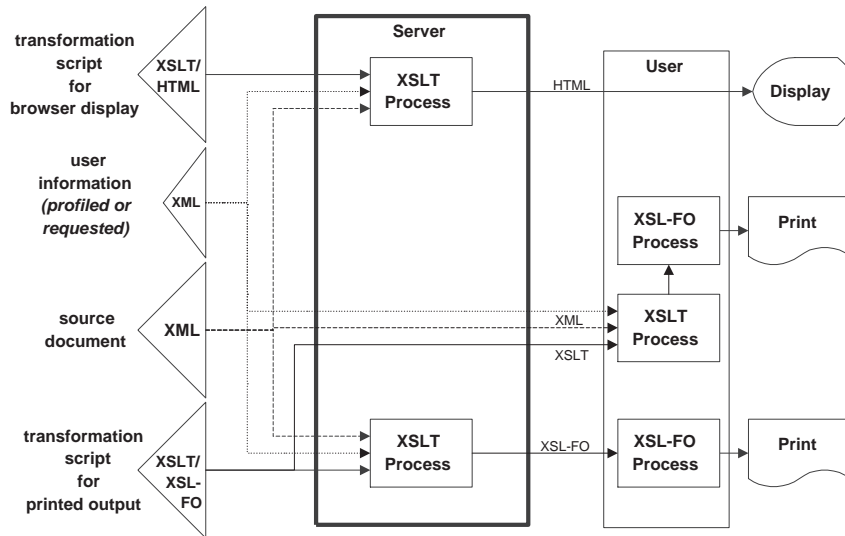 transformation
script
for
browser display
XSLT/
HTML
user
information
(profiled or
requested)
XML
source
document
XML
transformation
script
for
printed output
XSLT/
XSL-
FO
Server
XSLT
Process
XSLT
Process
HTML
XML
XSLT
XSL-FO
User
XSL-FO
Process
XSLT
Process
XSL-FO
Process
Display
Print
Print